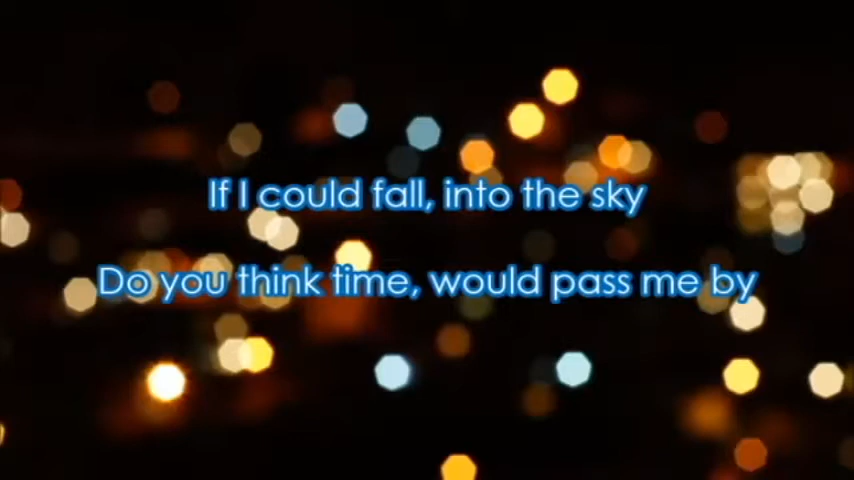 If I could fall, into the sky
Do you think time, would pass me by